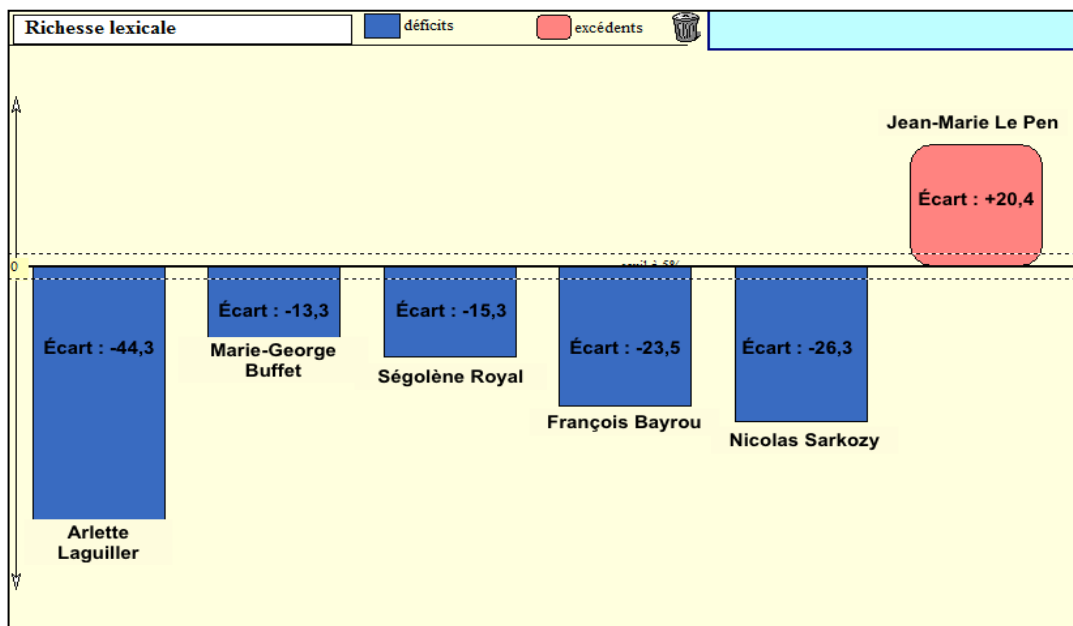 Richesse lexicale
déficits
excédents
Jean-Marie Le Pen
Écart : +20,4
0
seuil à 5%
Écart : -44,3
Écart : -13,3
Écart : -15,3
Écart : -23,5
Écart : -26,3
Marie-George
Buffet
Ségolène Royal
François Bayrou
Nicolas Sarkozy
Arlette
Laguiller